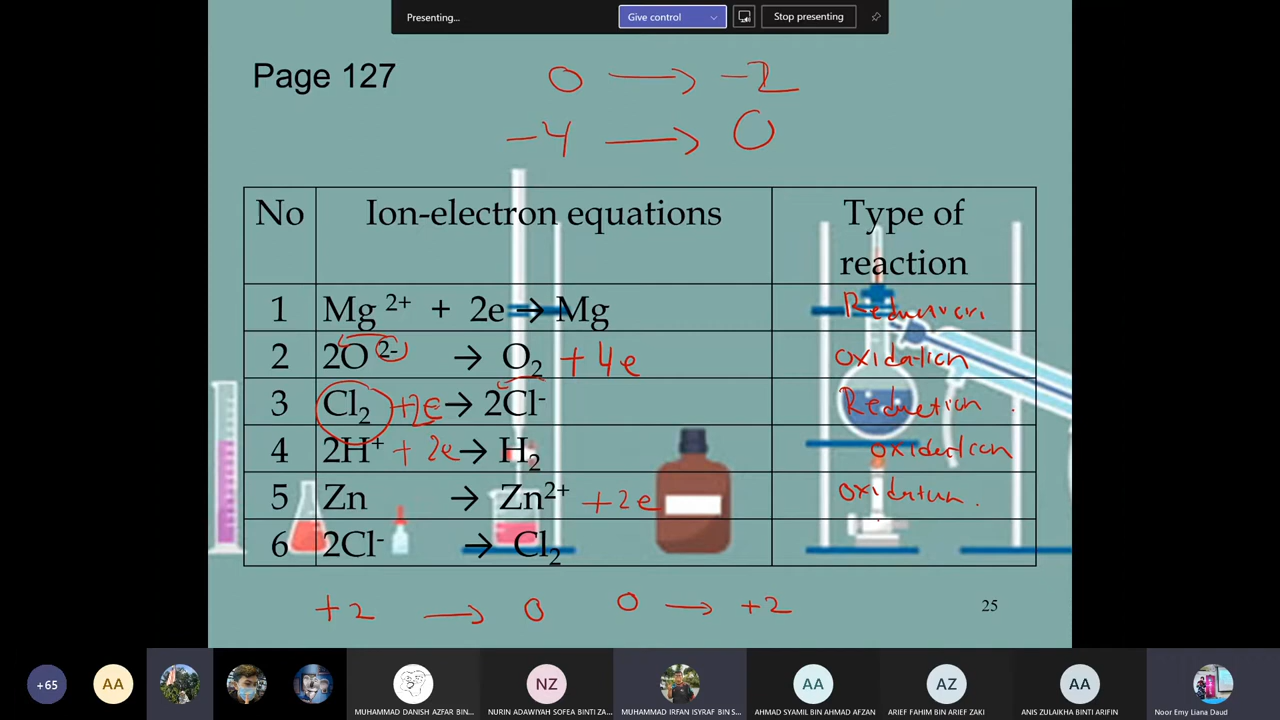 Presenting...
Give control
Stop presenting
Page 127
0 → -2
-4 → 0
No Ion-electron equations Type of reaction
1 Mg 2+ + 2e → Mg Reduction
2 2O 2- → O2 + 4e oxidation
3 Cl2 +2e → 2Cl- Reduction
4 2H+ + 2e → H2 oxidation
5 Zn → Zn2+ +2e oxidation
6 2Cl- → Cl2
+2 → 0 0 → +2
25
+65
AA
MUHAMMAD DANISH AZFAR BIN...
NZ
NURIN ADAWIYAH SOFEA BINTI ZA...
MUHAMMAD IRFAN ISYRAF BIN S...
AA
AHMAD SYAMIL BIN AHMAD AFZAN
AZ
ARIEF FAHIM BIN ARIEF ZAKI
AA
ANIS ZULAIKHA BINTI ARIFIN
Noor Emy Liana Daud